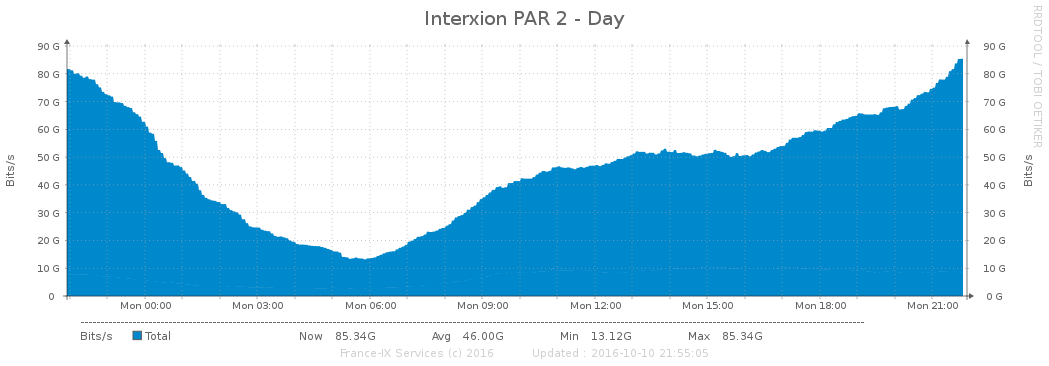 Interxion PAR 2 - Day
RRDTOOL / TOBI OETIKER
Bits/s
90 G
80 G
70 G
60 G
50 G
40 G
30 G
20 G
10 G
0
90 G
80 G
70 G
60 G
50 G
40 G
30 G
20 G
10 G
0 G
Bits/s
Mon 00:00 Mon 03:00 Mon 06:00 Mon 09:00 Mon 12:00 Mon 15:00 Mon 18:00 Mon 21:00
Bits/s Total Now 85.34G Avg 46.00G Min 13.12G Max 85.34G
France-IX Services (c) 2016 Updated : 2016-10-10 21:55:05